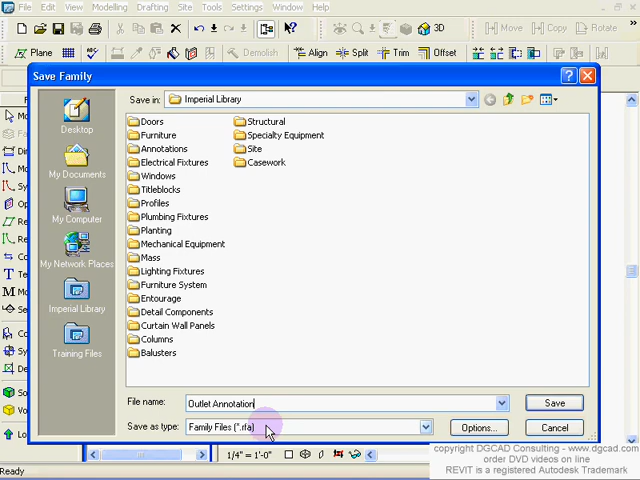 File Edit View Modelling Drafting Site Tools Settings Window Help
3D Move Copy Rotate
Plane Demolish Align Split Trim Offset
Save Family
Save in: Imperial Library
Desktop
My Documents
My Computer
My Network Places
Imperial Library
Training Files
Doors
Furniture
Annotations
Electrical Fixtures
Windows
Titleblocks
Profiles
Plumbing Fixtures
Planting
Mechanical Equipment
Mass
Lighting Fixtures
Furniture System
Entourage
Detail Components
Curtain Wall Panels
Columns
Balusters
Structural
Specialty Equipment
Site
Casework
File name: Outlet Annotation Save
Save as type: Family Files (*.rfa) Options... Cancel
1/4" = 1'-0"
Ready
copyright DGCAD Consulting - www.dgcad.com
order DVD videos on line
REVIT is a registered Autodesk Trademark